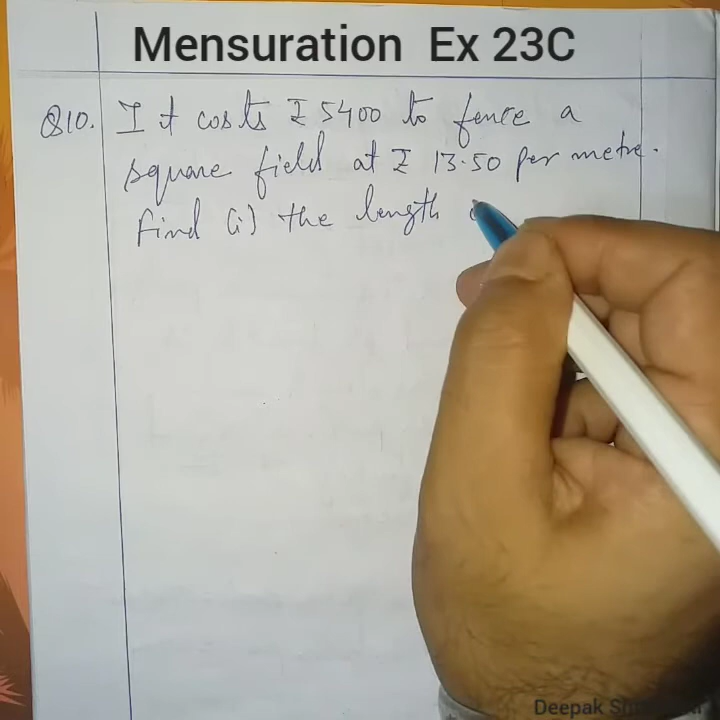 Mensuration Ex 23C
Q10. It costs ₹ 5400 to fence a
square field at ₹ 13.50 per metre.
Find (i) the length
Deepak